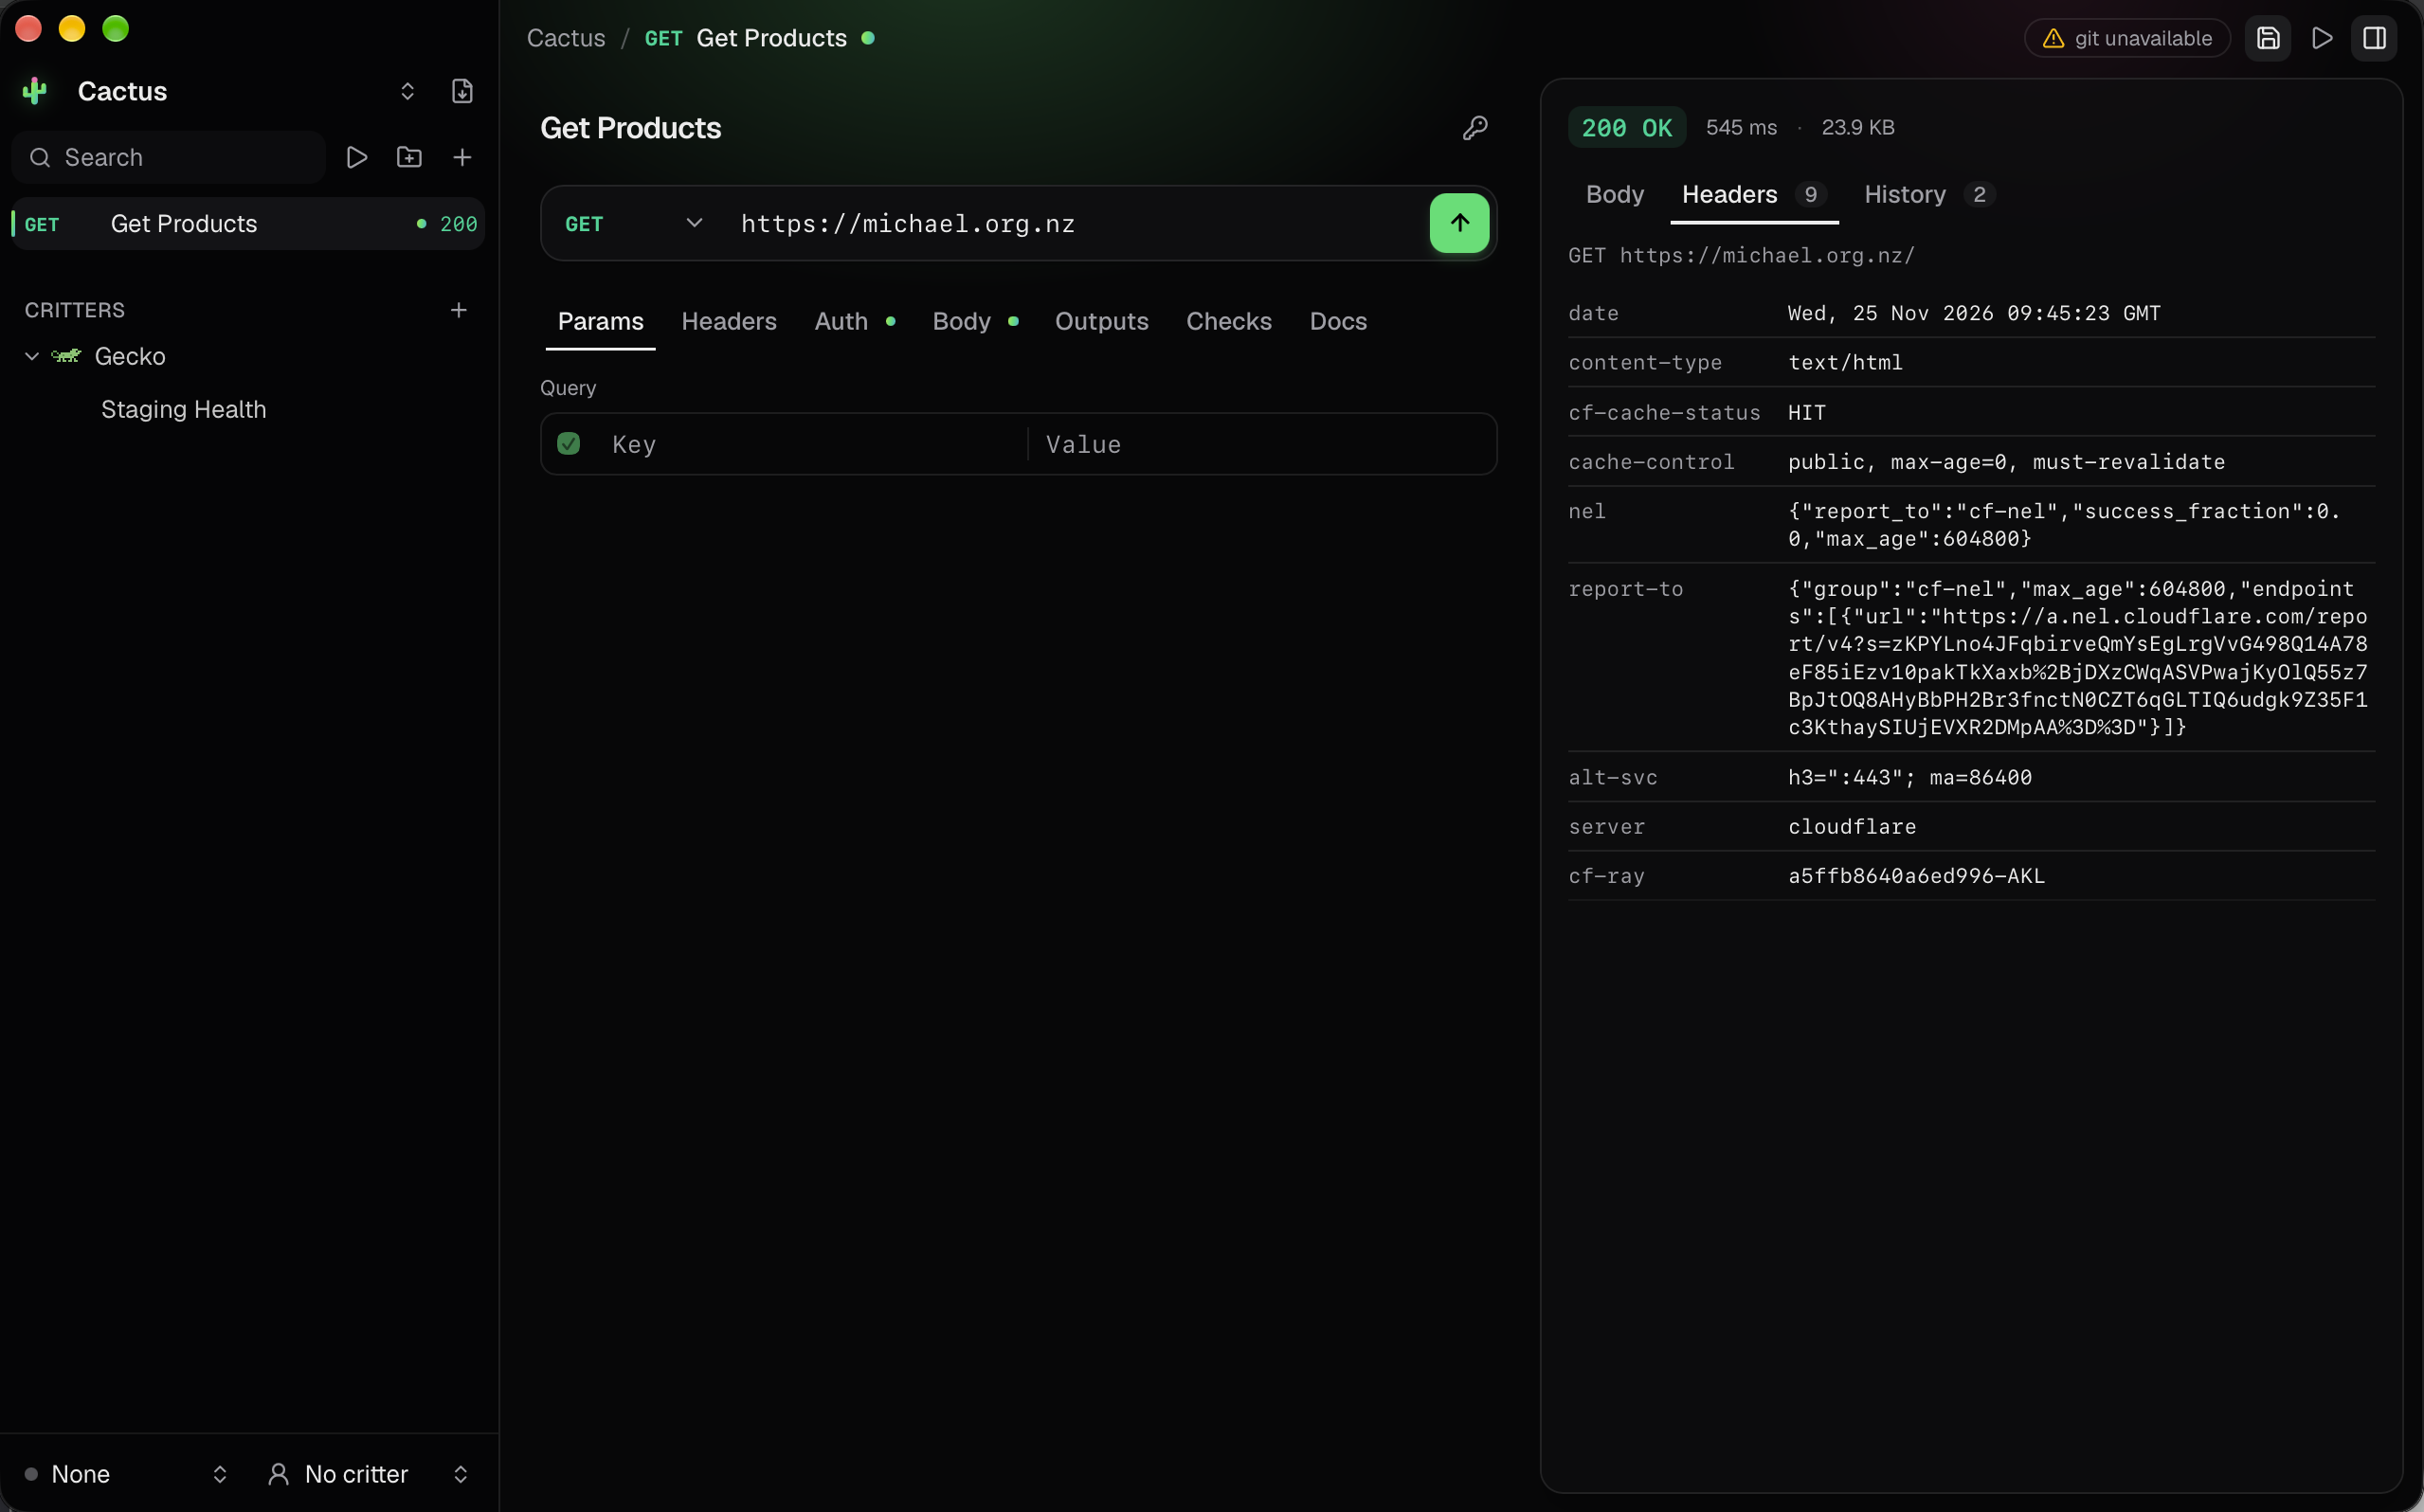 Cactus
Search
GET Get Products 200
CRITTERS
Gecko
Staging Health
None
No critter
Cactus / GET Get Products
git unavailable
Get Products
GET https://michael.org.nz
Params Headers Auth Body Outputs Checks Docs
Query
Key Value
200 OK 545 ms · 23.9 KB
Body Headers 9 History 2
GET https://michael.org.nz/
date Wed, 25 Nov 2026 09:45:23 GMT
content-type text/html
cf-cache-status HIT
cache-control public, max-age=0, must-revalidate
nel {"report_to":"cf-nel","success_fraction":0.
0,"max_age":604800}
report-to {"group":"cf-nel","max_age":604800,"endpoint
s":[{"url":"https://a.nel.cloudflare.com/repo
rt/v4?s=zKPYLno4JFqbirveQmYsEgLrgVvG498Q14A78
eF85iEzv10pakTkXaxb%2BjDXzCWqASVPwajKyOlQ55z7
BpJtOQ8AHyBbPH2Br3fnctN0CZT6qGLTIQ6udgk9Z35F1
c3KthaySIUjEVXR2DMpAA%3D%3D"}]}
alt-svc h3=":443"; ma=86400
server cloudflare
cf-ray a5ffb8640a6ed996-AKL